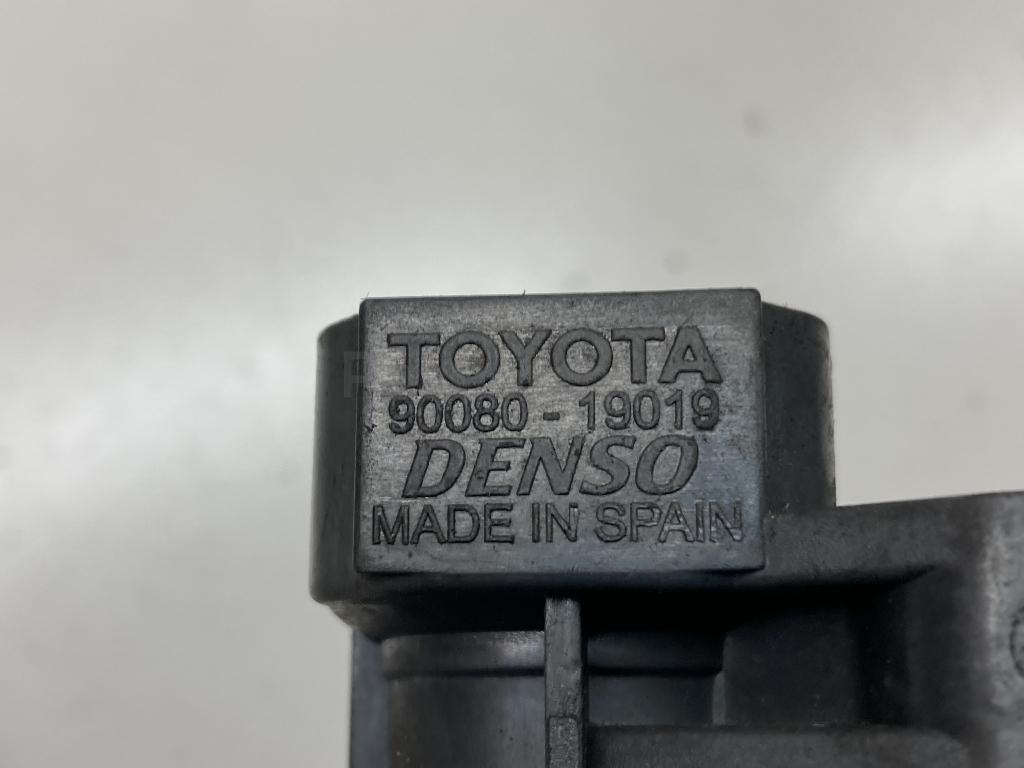 TOYOTA
90080-19019
DENSO
MADE IN SPAIN